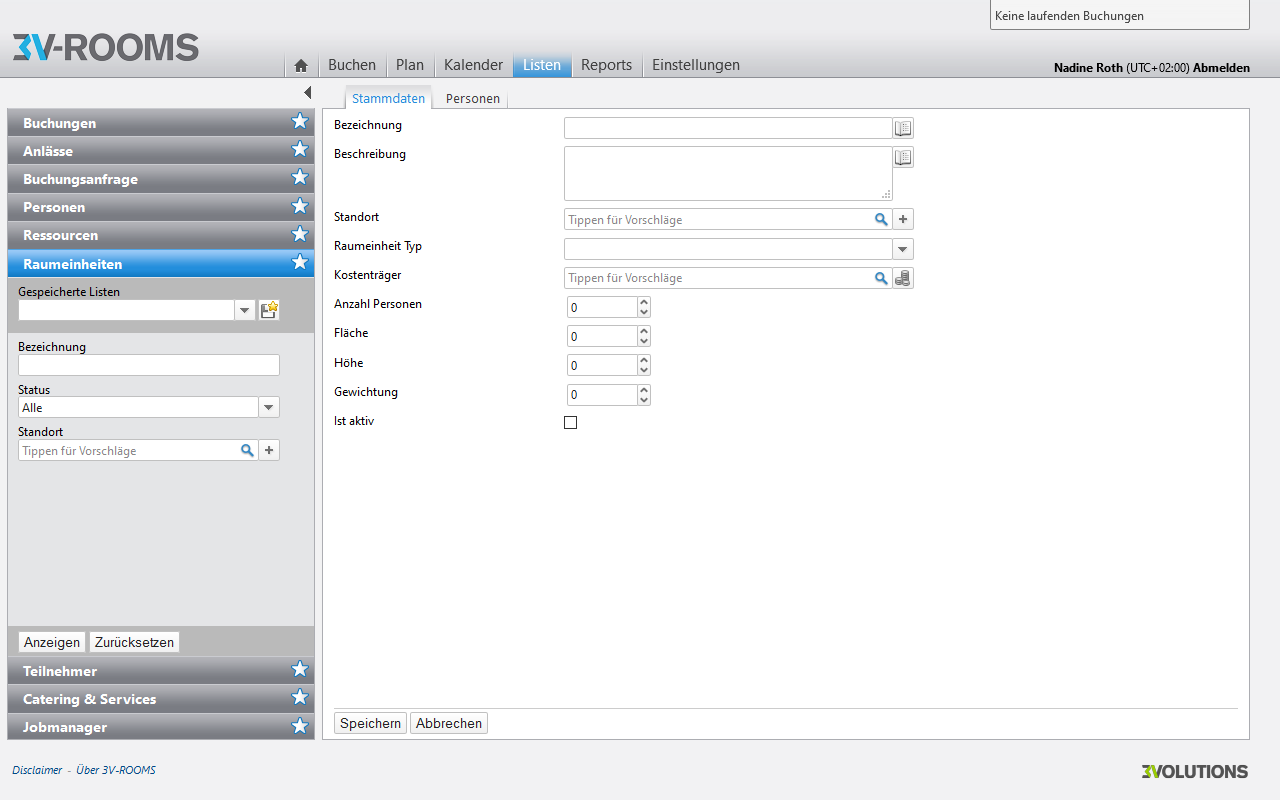 Keine laufenden Buchungen
3V-ROOMS
Buchen Plan Kalender Listen Reports Einstellungen
Nadine Roth (UTC+02:00) Abmelden
Stammdaten Personen
Buchungen
Anlässe
Buchungsanfrage
Personen
Ressourcen
Raumeinheiten
Gespeicherte Listen
Bezeichnung
Status
Alle
Standort
Tippen für Vorschläge
Anzeigen Zurücksetzen
Teilnehmer
Catering & Services
Jobmanager
Bezeichnung
Beschreibung
Standort Tippen für Vorschläge
Raumeinheit Typ
Kostenträger Tippen für Vorschläge
Anzahl Personen 0
Fläche 0
Höhe 0
Gewichtung 0
Ist aktiv
Speichern Abbrechen
Disclaimer - Über 3V-ROOMS
3VOLUTIONS